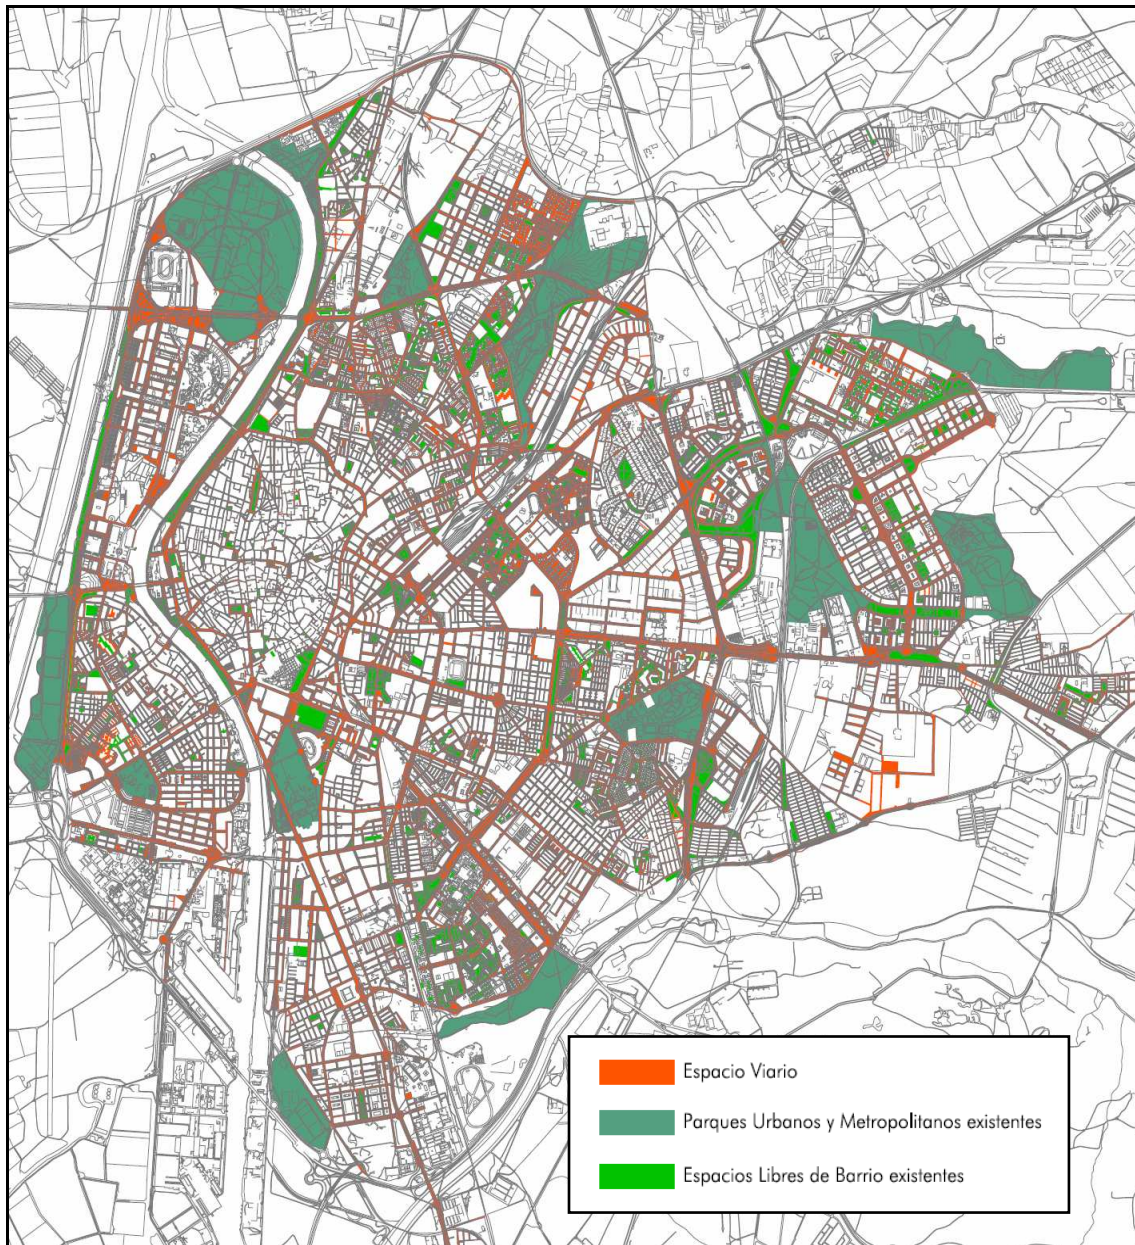 Espacio Viario
Parques Urbanos y Metropolitanos existentes
Espacios Libres de Barrio existentes